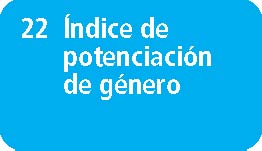 22 Índice de
potenciación
de género